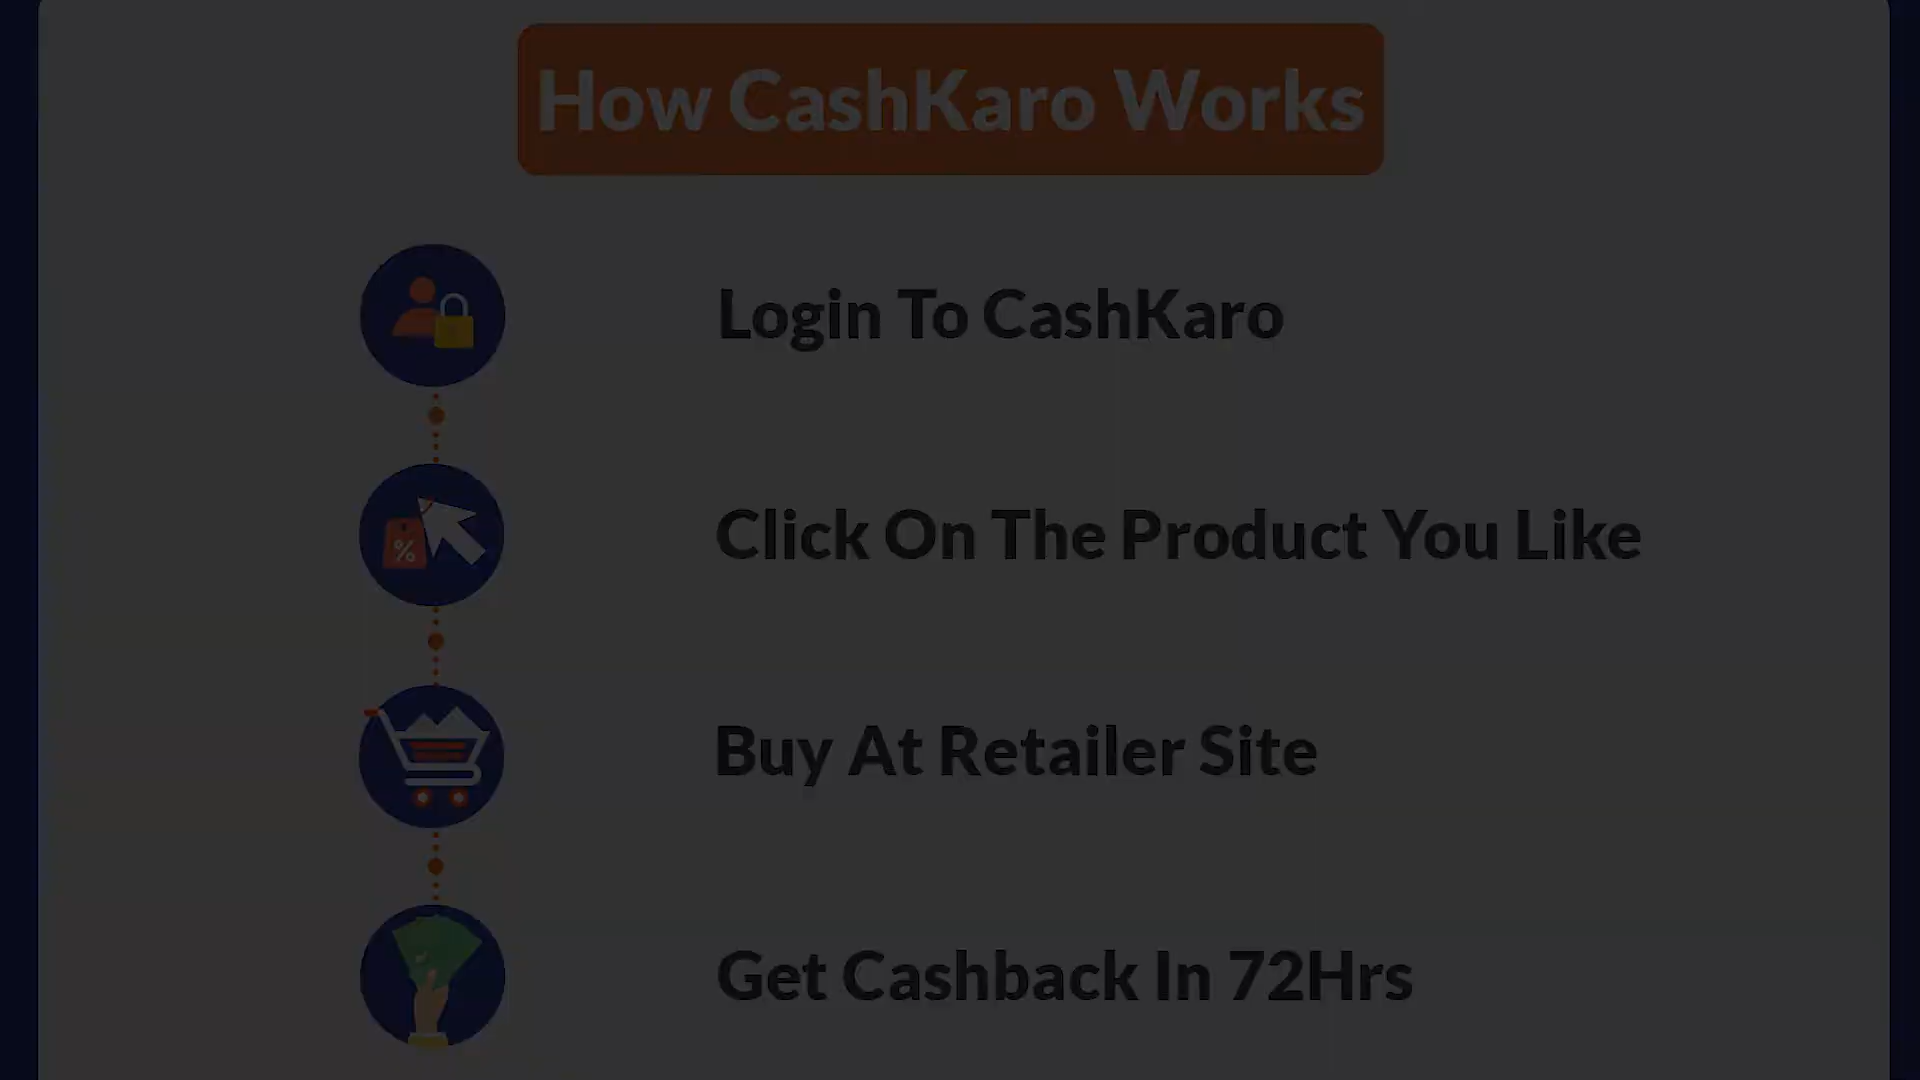 How CashKaro Works
Login To CashKaro
Click On The Product You Like
%
Buy At Retailer Site
Get Cashback In 72Hrs